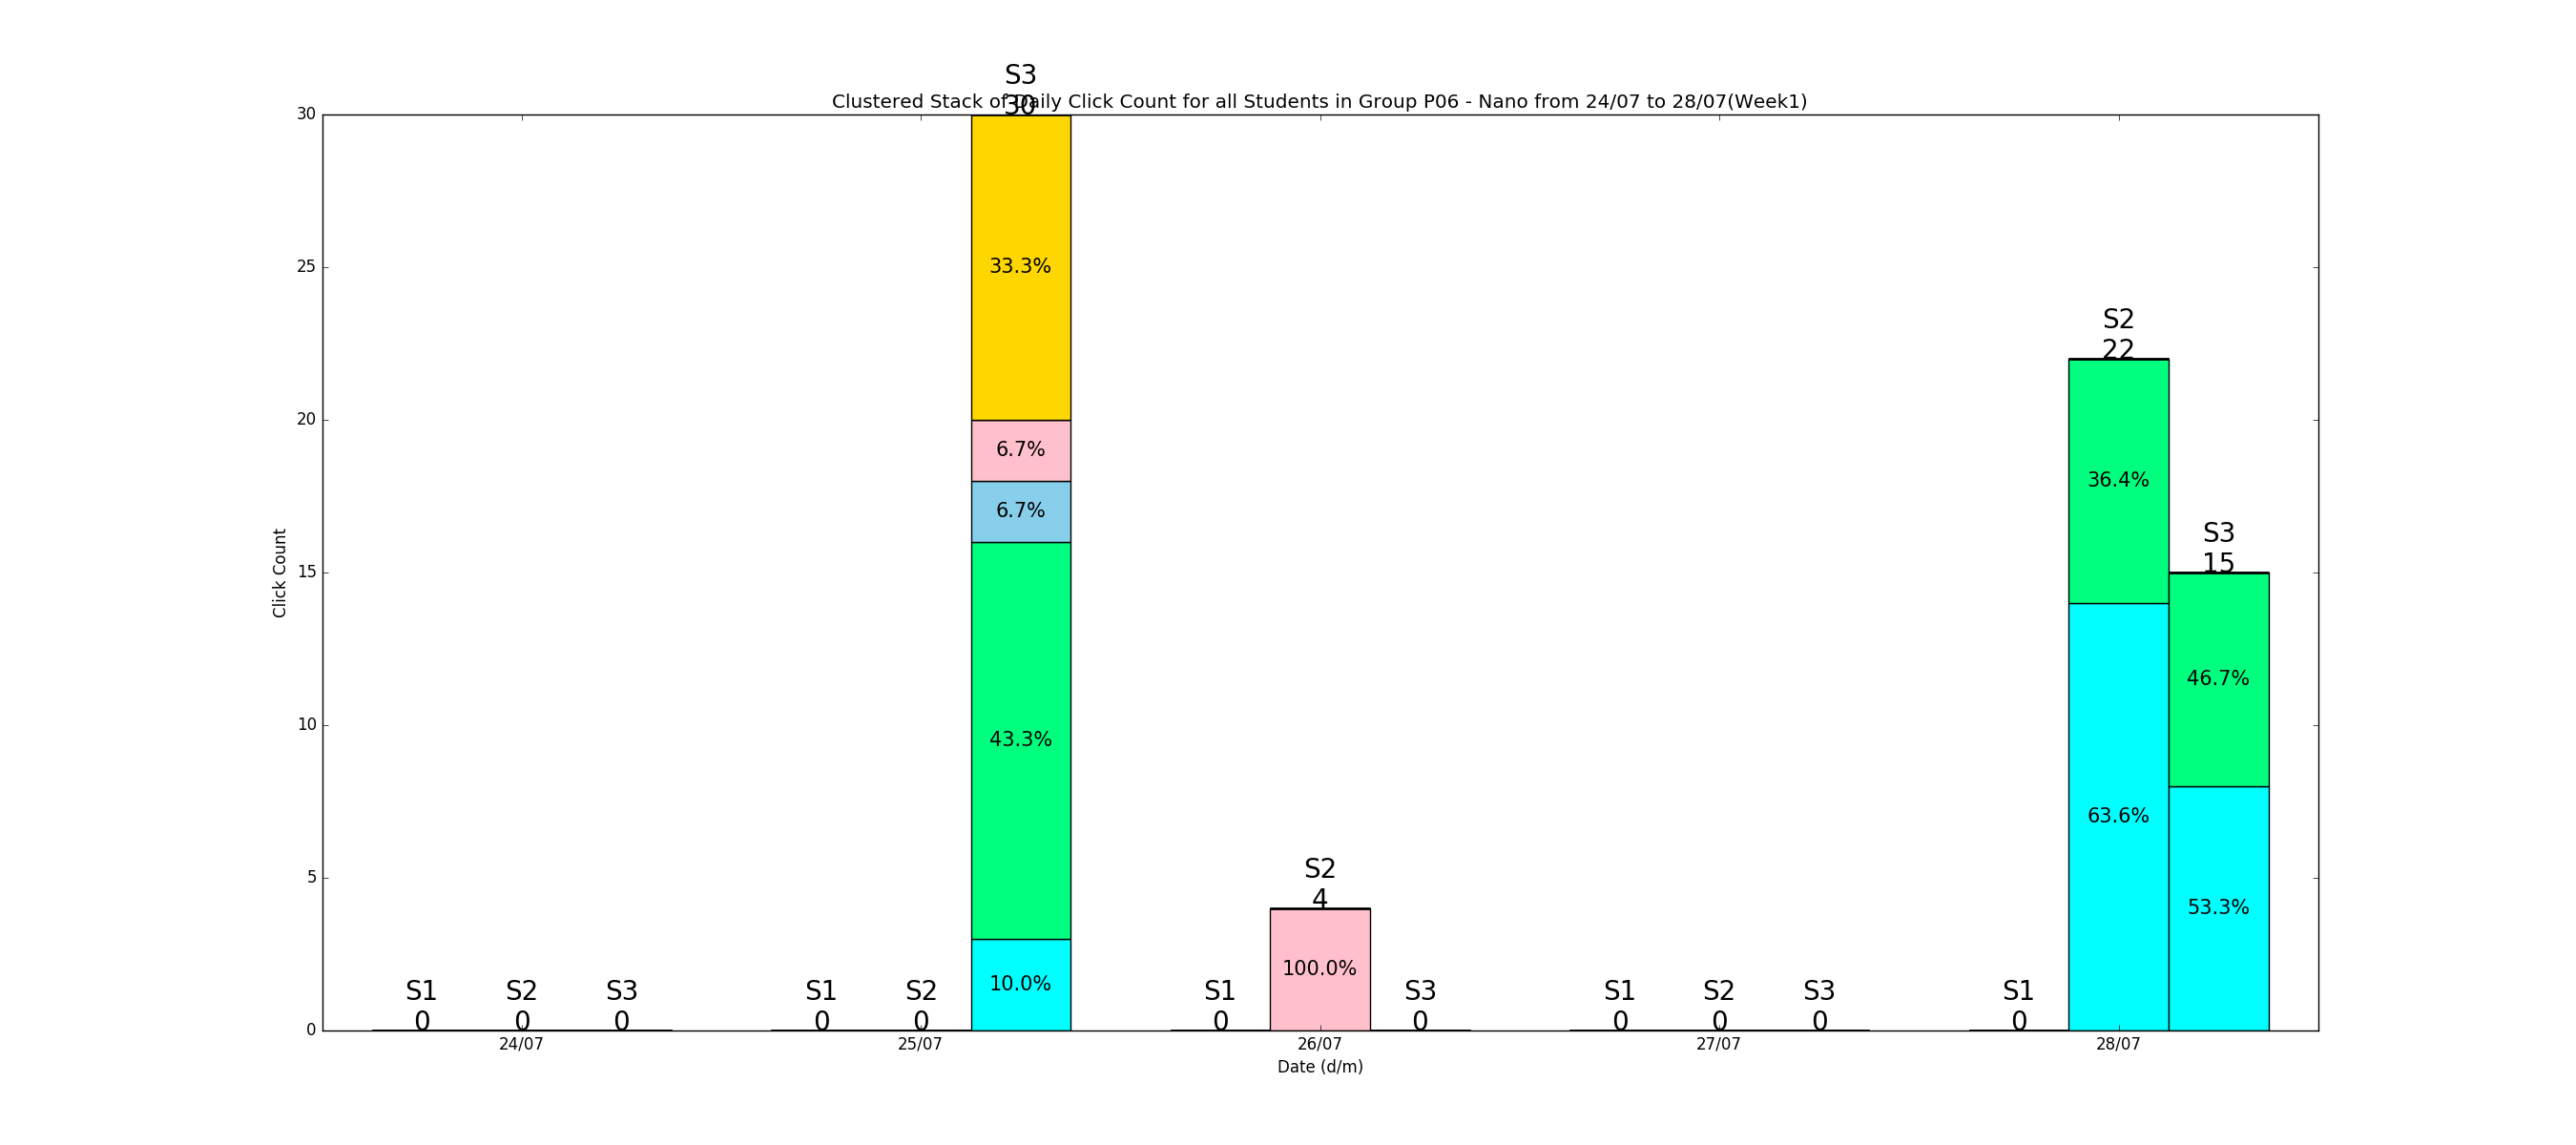 S3
30
Clustered Stack of Daily Click Count for all Students in Group P06 - Nano from 24/07 to 28/07(Week1)
30
25
20
15
10
5
0
Click Count
33.3%
6.7%
6.7%
43.3%
10.0%
S2
22
36.4%
63.6%
S3
15
46.7%
53.3%
S2
4
100.0%
S1 S2 S3
0 0 0
S1 S2
0 0
S1 S3
0 0
S1 S2 S3
0 0 0
S1
0
24/07 25/07 26/07 27/07 28/07
Date (d/m)